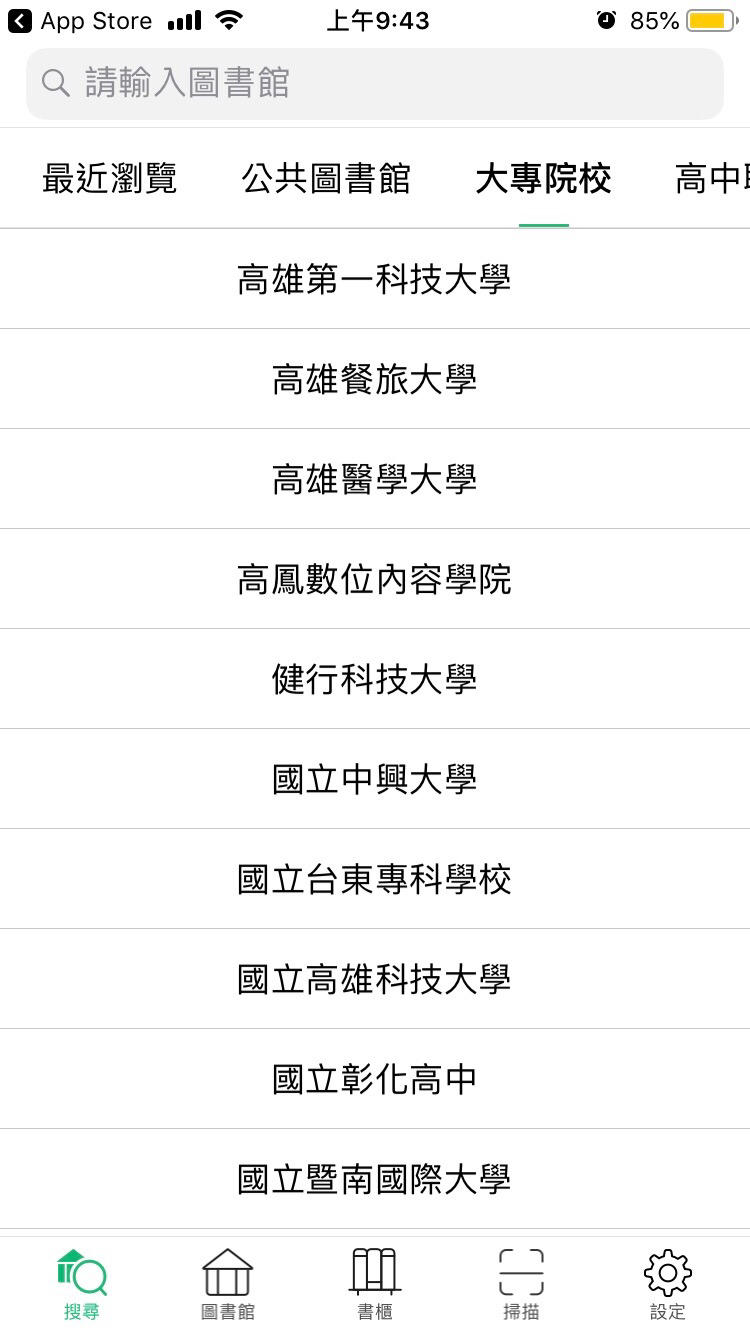 App Store 上午9:43 85%
請輸入圖書館
最近瀏覽 公共圖書館 大專院校 高中
高雄第一科技大學
高雄餐旅大學
高雄醫學大學
高鳳數位內容學院
健行科技大學
國立中興大學
國立台東專科學校
國立高雄科技大學
國立彰化高中
國立暨南國際大學
搜尋 圖書館 書櫃 掃描 設定